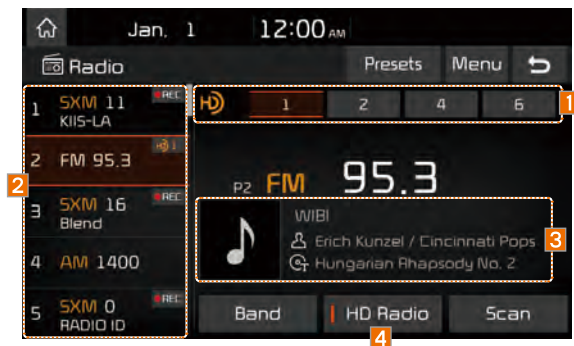 Jan. 1 12:00 AM
Radio Presets Menu
1 SXM 11 REC
KIIS-LA
2 FM 95.3 HD 1
3 SXM 16 REC
Blend
4 AM 1400
5 SXM 0 REC
RADIO ID
HD 1 2 4 6
P2 FM 95.3
WIBI
Erich Kunzel / Cincinnati Pops
Hungarian Rhapsody No. 2
Band HD Radio Scan
1
2
3
4